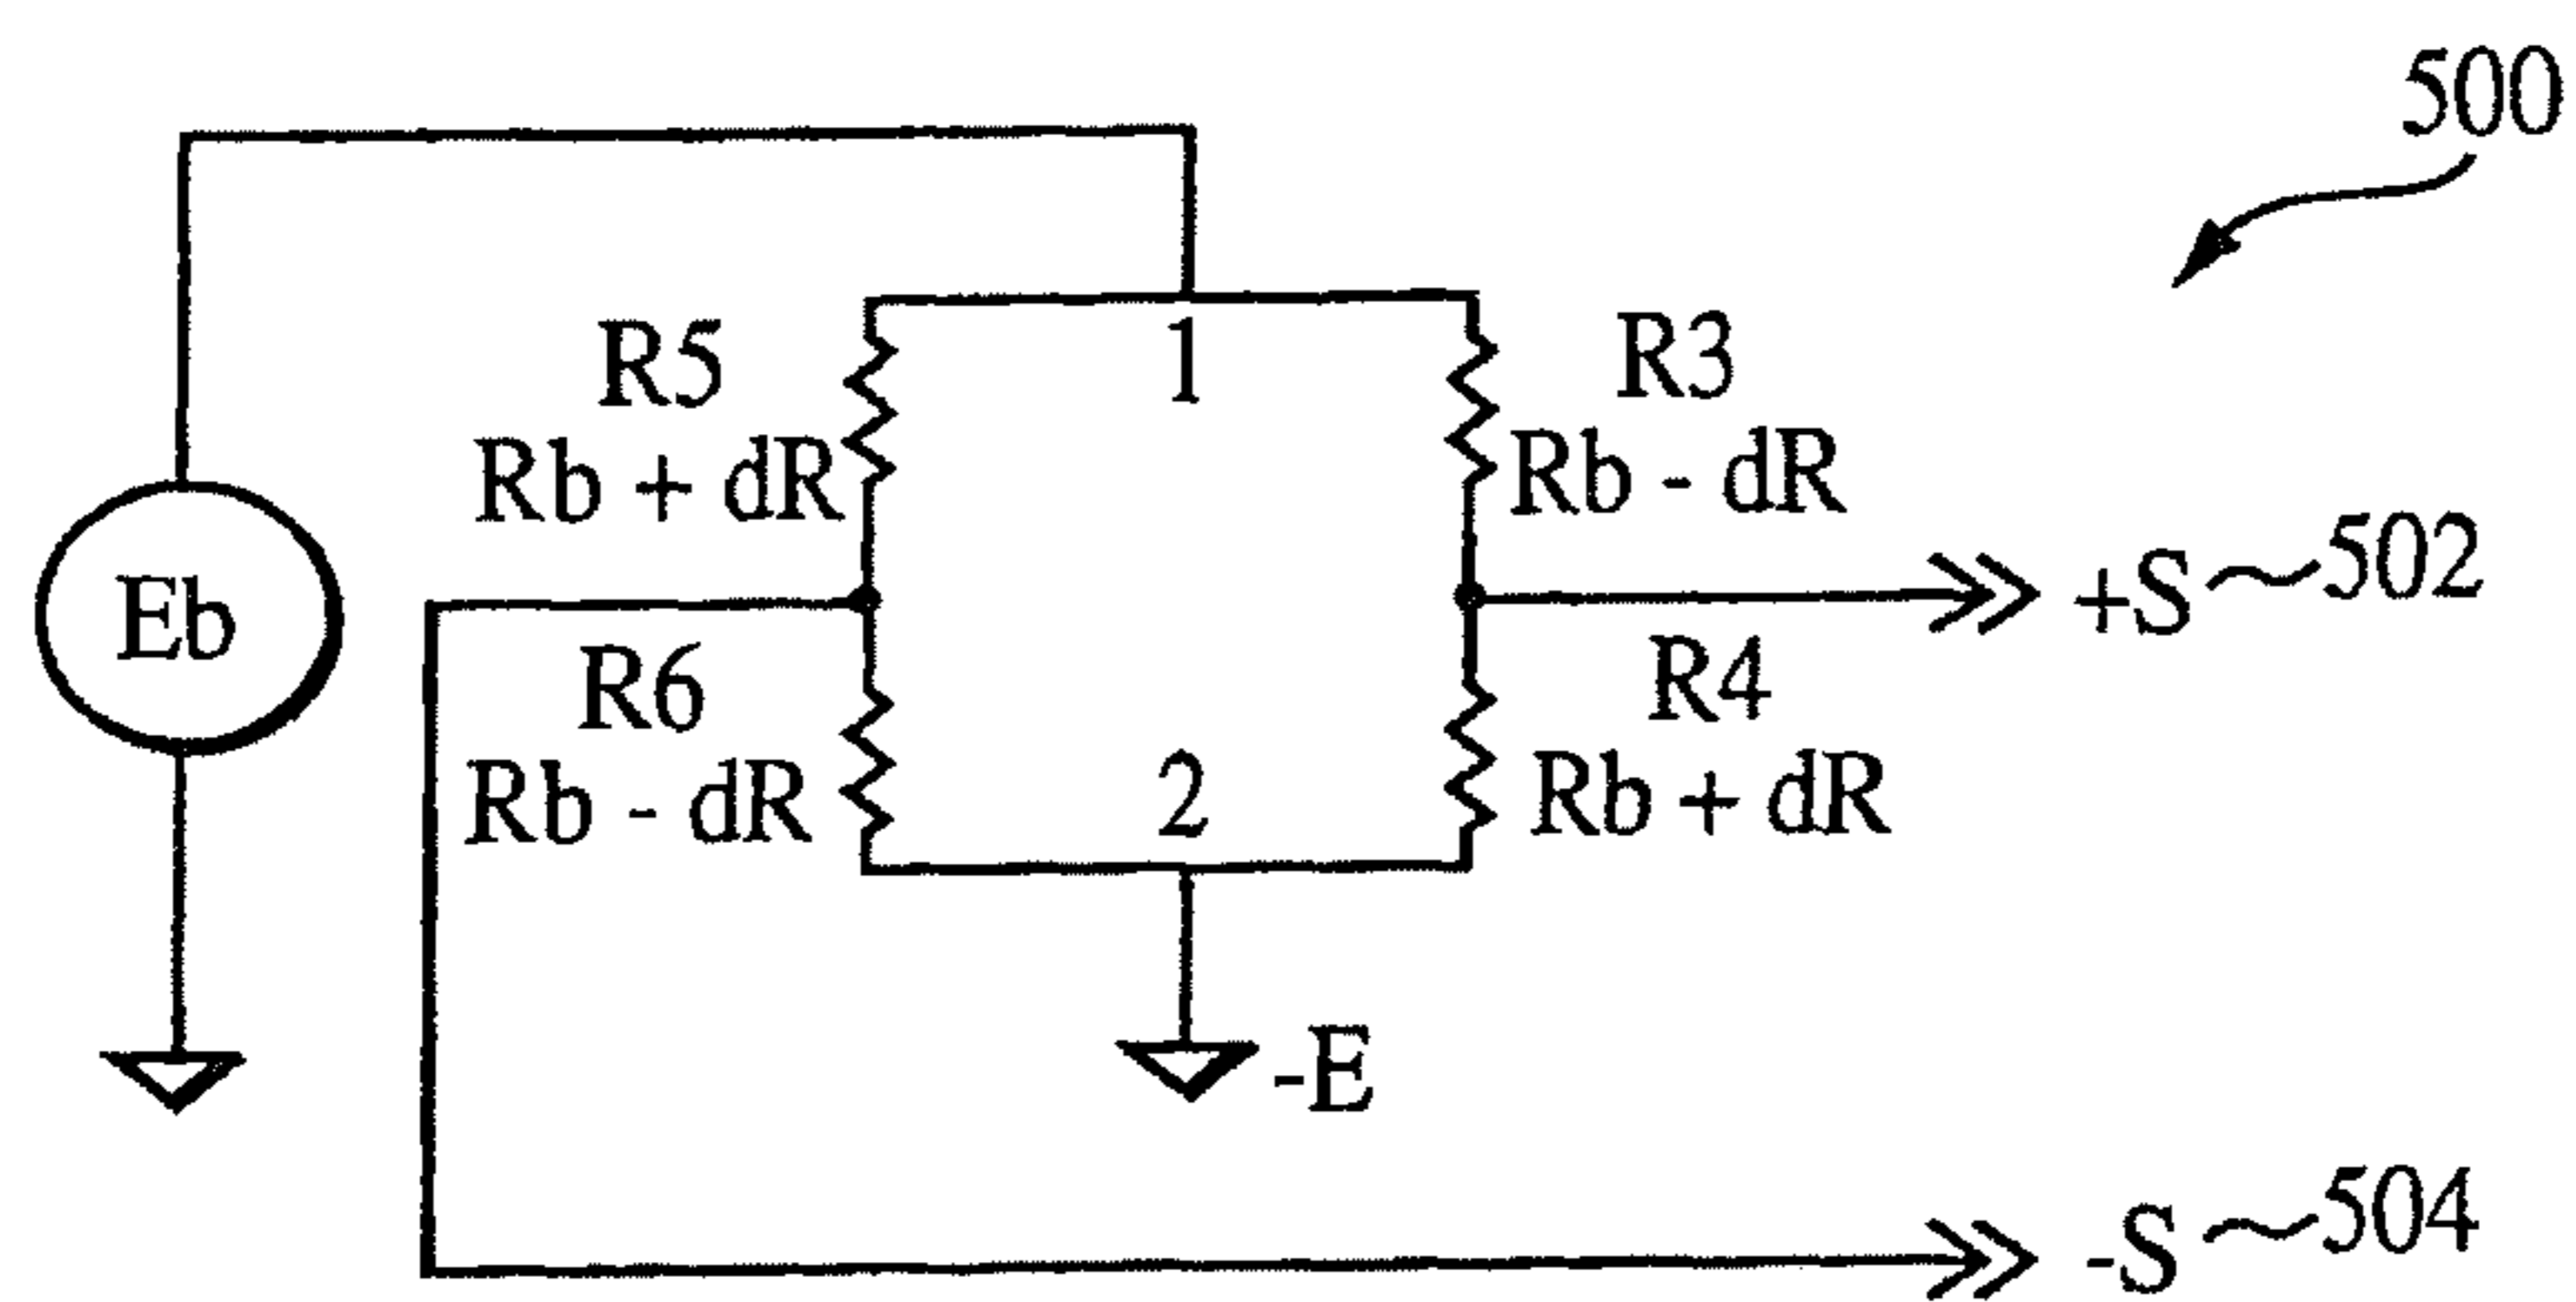 500
R5
Rb + dR
1
R3
Rb - dR
Eb
+S 502
R6
Rb - dR
2
R4
Rb + dR
-E
-S 504